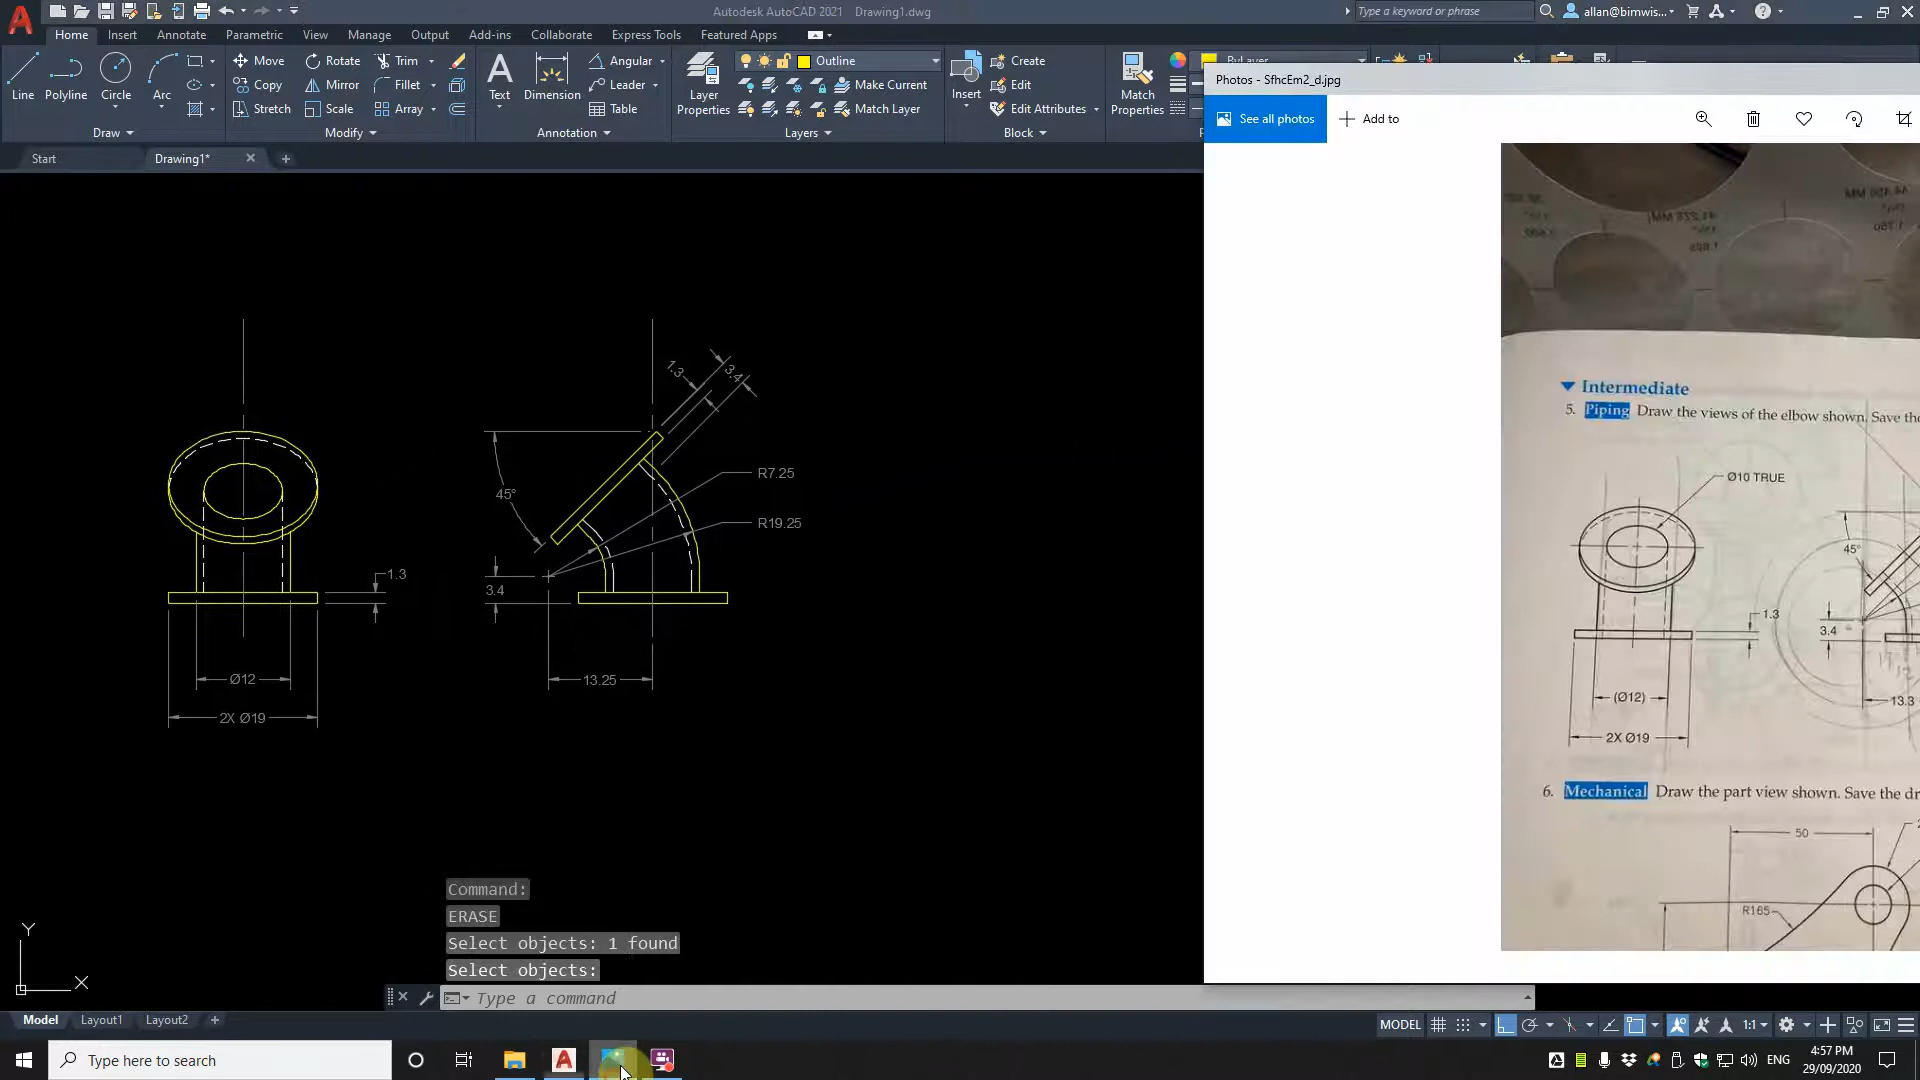 Autodesk AutoCAD 2021 Drawing1.dwg
Type a keyword or phrase
allan@bimwis...
Home Insert Annotate Parametric View Manage Output Add-ins Collaborate Express Tools Featured Apps
Line Polyline Circle Arc
Move Rotate Trim
Copy Mirror Fillet
Stretch Scale Array
Text Dimension
Angular
Leader
Table
Layer
Properties
Outline
Make Current
Match Layer
Insert
Create
Edit
Edit Attributes
Match
Properties
ByLayer
Draw Modify Annotation Layers Block
Start Drawing1*
Photos - SfhcEm2_d.jpg
See all photos Add to
1.3
3.4
45°
R7.25
R19.25
1.3
3.4
Ø12
13.25
2X Ø19
Intermediate
5. Piping Draw the views of the elbow shown. Save the
Ø10 TRUE
45°
1.3
3.4
(Ø12)
13.3
2X Ø19
6. Mechanical Draw the part view shown. Save the dr
50
R165
Command:
ERASE
Select objects: 1 found
Select objects:
Type a command
Y
X
Model Layout1 Layout2
MODEL 1:1
Type here to search
ENG
4:57 PM
29/09/2020